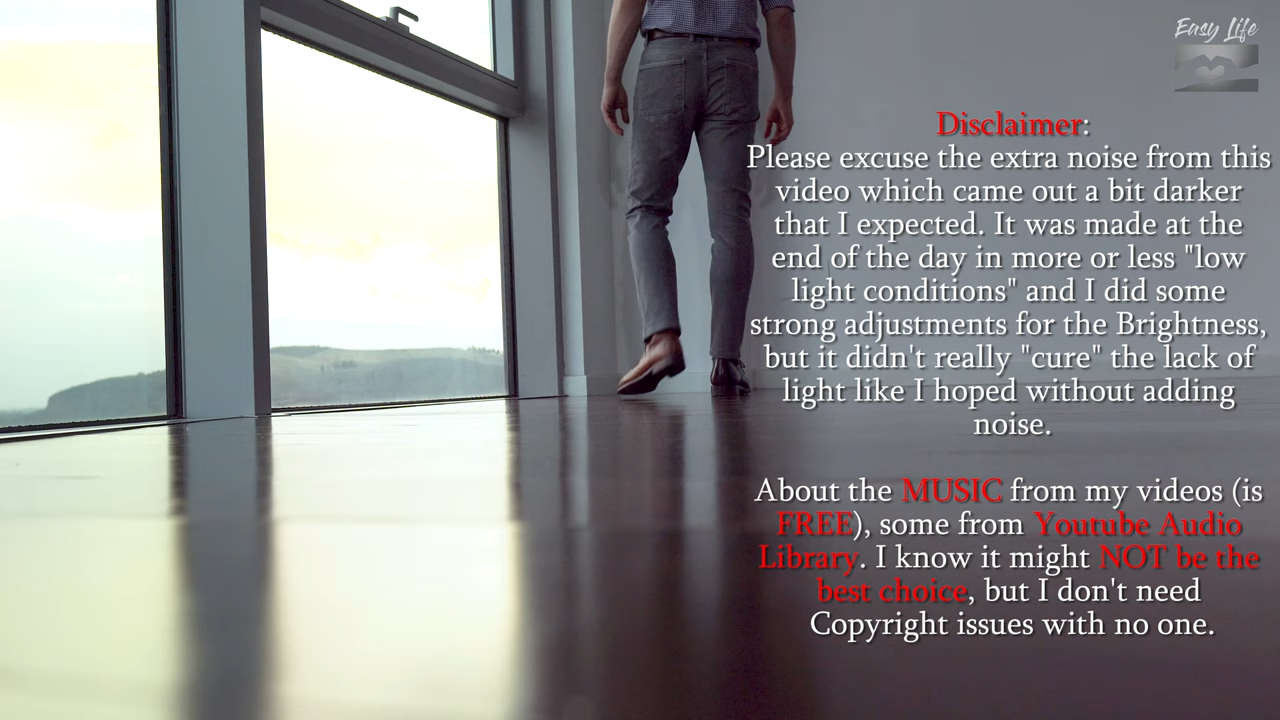 Easy Life
Disclaimer:
Please excuse the extra noise from this
video which came out a bit darker
that I expected. It was made at the
end of the day in more or less "low
light conditions" and I did some
strong adjustments for the Brightness,
but it didn't really "cure" the lack of
light like I hoped without adding
noise.
About the MUSIC from my videos (is
FREE), some from Youtube Audio
Library. I know it might NOT be the
best choice, but I don't need
Copyright issues with no one.